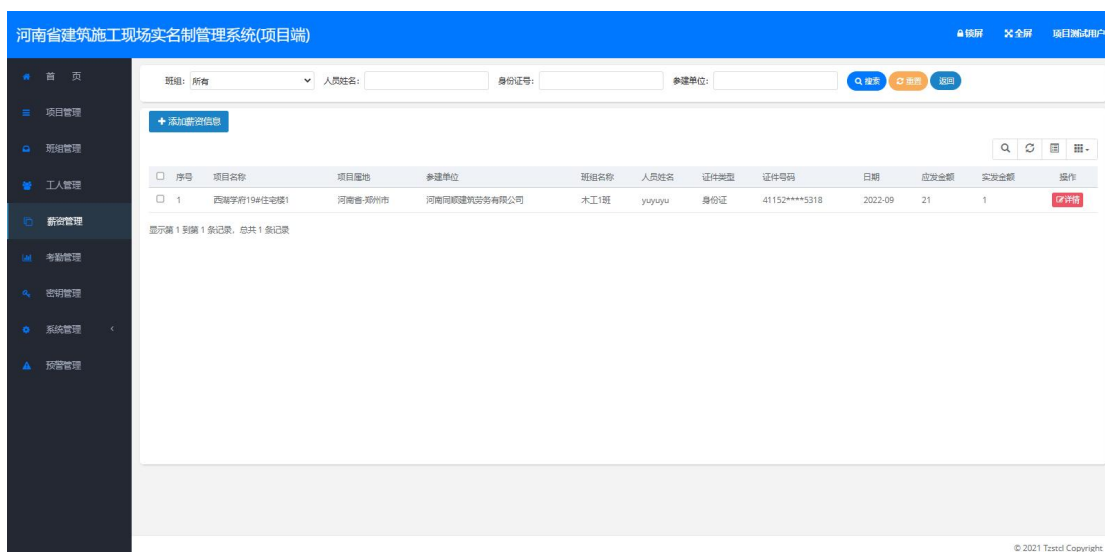 河南省建筑施工现场实名制管理系统(项目端)
锁屏 全屏 项目测试用户
首 页
项目管理
班组管理
工人管理
薪资管理
考勤管理
密钥管理
系统管理
预警管理
班组: 所有 人员姓名: 身份证号: 参建单位: 搜索 重置 返回
+ 添加薪资信息
序号 项目名称 项目属地 参建单位 班组名称 人员姓名 证件类型 证件号码 日期 应发金额 实发金额 操作
1 西湖学府19#住宅楼1 河南省-郑州市 河南同顺建筑劳务有限公司 木工1班 yuyuyu 身份证 41152****5318 2022-09 21 1 详情
显示第 1 到第 1 条记录，总共 1 条记录
© 2021 Tzstcl Copyright